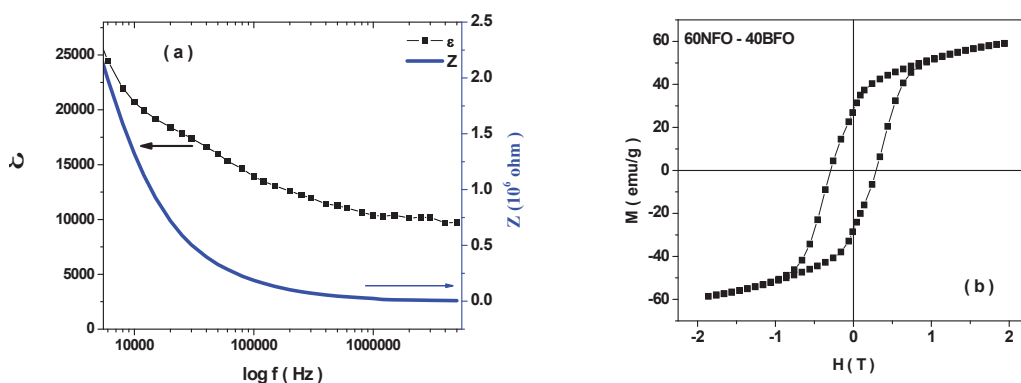 ( a )
ε
Z
25000
20000
15000
10000
5000
2500
0
ε
10000
100000
1000000
log f ( Hz )
2.5
2.0
1.5
1.0
0.5
0.0
Z (10⁶ ohm )
60NFO - 40BFO
60
40
20
0
-20
-40
-60
M ( emu/g )
-2
-1
0
1
2
H ( T )
( b )